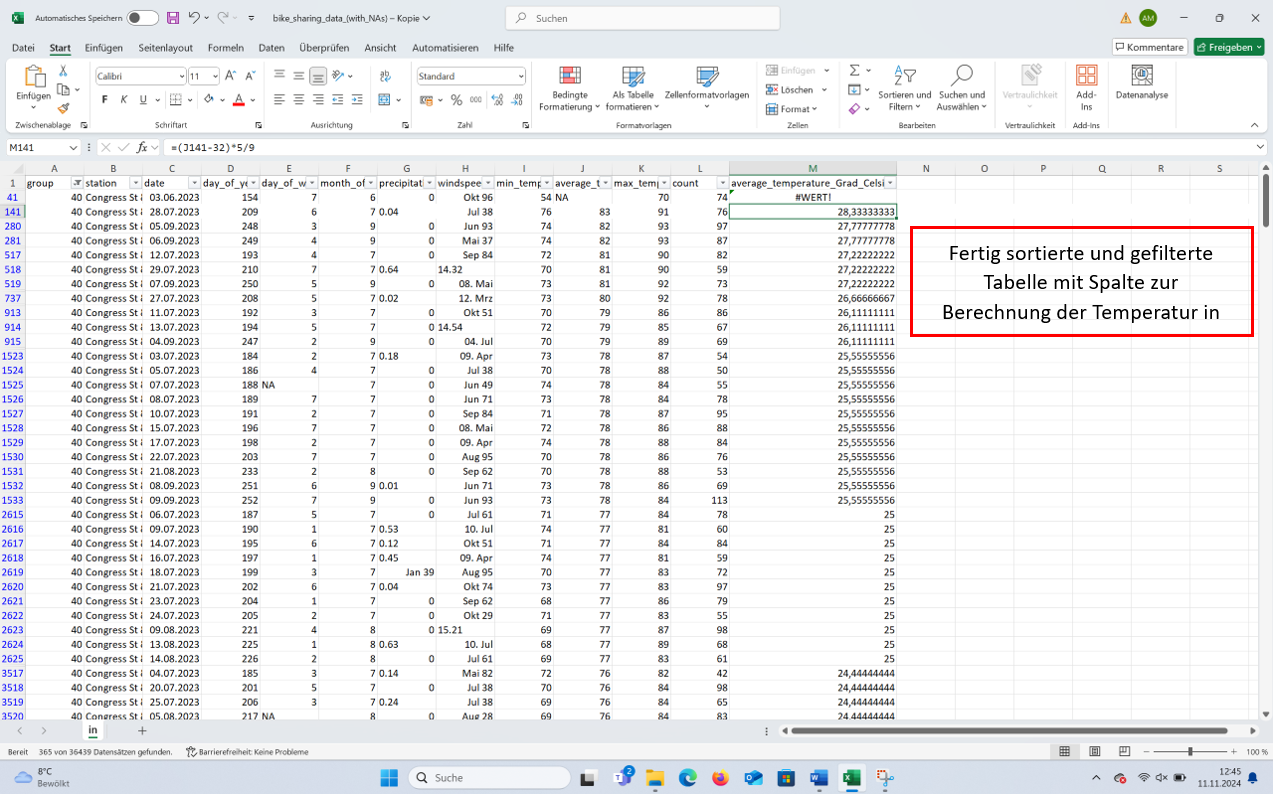 Automatisches Speichern
bike_sharing_data_(with_NAs) – Kopie
Suchen
AM
Datei Start Einfügen Seitenlayout Formeln Daten Überprüfen Ansicht Automatisieren Hilfe
Kommentare Freigeben
Einfügen
Zwischenablage
Calibri 11
F K U
Schriftart
Ausrichtung
Standard
Zahl
Bedingte Formatierung
Als Tabelle formatieren
Zellenformatvorlagen
Formatvorlagen
Einfügen
Löschen
Format
Zellen
Sortieren und Filtern
Suchen und Auswählen
Bearbeiten
Vertraulichkeit
Vertraulichkeit
Add-Ins
Add-Ins
Datenanalyse
M141 fx =(J141-32)*5/9
A B C D E F G H I J K L M N O P Q R S
1 group station date day_of_ye day_of_w month_of precipitat windspee min_temp average_t max_temp count average_temperature_Grad_Celsi
41 40 Congress St 03.06.2023 154 7 6 0 Okt 96 54 NA 70 74 #WERT!
141 40 Congress St 28.07.2023 209 6 7 0.04 Jul 38 76 83 91 76 28,33333333
280 40 Congress St 05.09.2023 248 3 9 0 Jun 93 74 82 93 97 27,77777778
281 40 Congress St 06.09.2023 249 4 9 0 Mai 37 74 82 93 87 27,77777778
517 40 Congress St 12.07.2023 193 4 7 0 Sep 84 72 81 90 82 27,22222222
518 40 Congress St 29.07.2023 210 7 7 0.64 14.32 70 81 90 59 27,22222222
519 40 Congress St 07.09.2023 250 5 9 0 08. Mai 73 81 92 73 27,22222222
737 40 Congress St 27.07.2023 208 5 7 0.02 12. Mrz 73 80 92 78 26,66666667
913 40 Congress St 11.07.2023 192 3 7 0 Okt 51 70 79 86 86 26,11111111
914 40 Congress St 13.07.2023 194 5 7 0 14.54 72 79 85 67 26,11111111
915 40 Congress St 04.09.2023 247 2 9 0 04. Jul 70 79 89 69 26,11111111
1523 40 Congress St 03.07.2023 184 2 7 0.18 09. Apr 73 78 87 54 25,55555556
1524 40 Congress St 05.07.2023 186 4 7 0 Jul 38 70 78 88 50 25,55555556
1525 40 Congress St 07.07.2023 188 NA 7 0 Jun 49 74 78 84 55 25,55555556
1526 40 Congress St 08.07.2023 189 7 7 0 Jun 71 73 78 84 78 25,55555556
1527 40 Congress St 10.07.2023 191 2 7 0 Sep 84 71 78 87 95 25,55555556
1528 40 Congress St 15.07.2023 196 7 7 0 08. Mai 72 78 86 88 25,55555556
1529 40 Congress St 17.07.2023 198 2 7 0 09. Apr 74 78 88 84 25,55555556
1530 40 Congress St 22.07.2023 203 7 7 0 Aug 95 70 78 86 76 25,55555556
1531 40 Congress St 21.08.2023 233 2 8 0 Sep 62 70 78 88 53 25,55555556
1532 40 Congress St 08.09.2023 251 6 9 0.01 Jun 71 73 78 86 69 25,55555556
1533 40 Congress St 09.09.2023 252 7 9 0 Jun 93 73 78 84 113 25,55555556
2615 40 Congress St 06.07.2023 187 5 7 0 Jul 61 71 77 84 78 25
2616 40 Congress St 09.07.2023 190 1 7 0.53 10. Jul 74 77 81 60 25
2617 40 Congress St 14.07.2023 195 6 7 0.12 Okt 51 71 77 84 84 25
2618 40 Congress St 16.07.2023 197 1 7 0.45 09. Apr 74 77 81 59 25
2619 40 Congress St 18.07.2023 199 3 7 Jan 39 Aug 95 70 77 83 72 25
2620 40 Congress St 21.07.2023 202 6 7 0.04 Okt 74 73 77 83 97 25
2621 40 Congress St 23.07.2023 204 1 7 0 Sep 62 68 77 86 79 25
2622 40 Congress St 24.07.2023 205 2 7 0 Okt 29 71 77 83 55 25
2623 40 Congress St 09.08.2023 221 4 8 0 15.21 69 77 87 98 25
2624 40 Congress St 13.08.2023 225 1 8 0.63 10. Jul 68 77 89 68 25
2625 40 Congress St 14.08.2023 226 2 8 0 Jul 61 69 77 83 61 25
3517 40 Congress St 04.07.2023 185 3 7 0.14 Mai 82 72 76 82 42 24,44444444
3518 40 Congress St 20.07.2023 201 5 7 0 Jul 38 70 76 84 98 24,44444444
3519 40 Congress St 25.07.2023 206 3 7 0.24 Jul 38 69 76 84 65 24,44444444
3520 40 Congress St 05.08.2023 217 NA 8 0 Aug 28 69 76 84 83 24,44444444
Fertig sortierte und gefilterte
Tabelle mit Spalte zur
Berechnung der Temperatur in
in
Bereit 365 von 36439 Datensätzen gefunden. Barrierefreiheit: Keine Probleme 100 %
8°C
Bewölkt
Suche
2
12:45
11.11.2024